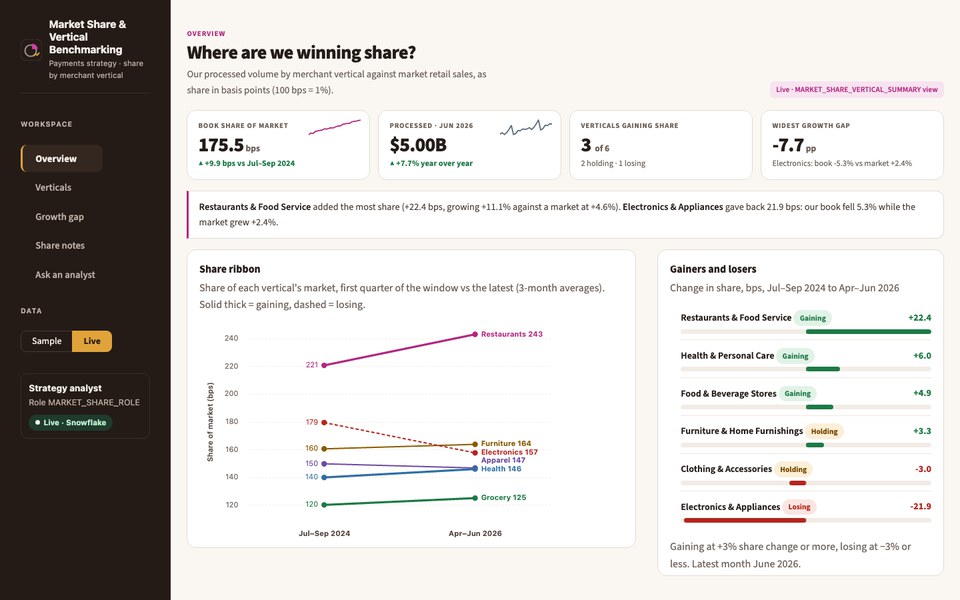 Market Share &
Vertical
Benchmarking
Payments strategy · share
by merchant vertical
WORKSPACE
Overview
Verticals
Growth gap
Share notes
Ask an analyst
DATA
Sample
Live
Strategy analyst
Role MARKET_SHARE_ROLE
Live · Snowflake
OVERVIEW
Where are we winning share?
Our processed volume by merchant vertical against market retail sales, as
share in basis points (100 bps = 1%).
Live · MARKET_SHARE_VERTICAL_SUMMARY view
BOOK SHARE OF MARKET
175.5 bps
▲ +9.9 bps vs Jul–Sep 2024
PROCESSED · JUN 2026
$5.00B
▲ +7.7% year over year
VERTICALS GAINING SHARE
3 of 6
2 holding · 1 losing
WIDEST GROWTH GAP
-7.7 pp
Electronics: book -5.3% vs market +2.4%
Restaurants & Food Service added the most share (+22.4 bps, growing +11.1% against a market at +4.6%). Electronics & Appliances gave back 21.9 bps: our book fell 5.3% while the
market grew +2.4%.
Share ribbon
Share of each vertical's market, first quarter of the window vs the latest (3-month averages).
Solid thick = gaining, dashed = losing.
Share of market (bps)
240
220
200
180
160
140
120
221
179
160
150
140
120
Restaurants 243
Furniture 164
Electronics 157
Apparel 147
Health 146
Grocery 125
Jul–Sep 2024
Apr–Jun 2026
Gainers and losers
Change in share, bps, Jul–Sep 2024 to Apr–Jun 2026
Restaurants & Food Service Gaining +22.4
Health & Personal Care Gaining +6.0
Food & Beverage Stores Gaining +4.9
Furniture & Home Furnishings Holding +3.3
Clothing & Accessories Holding -3.0
Electronics & Appliances Losing -21.9
Gaining at +3% share change or more, losing at −3% or
less. Latest month June 2026.